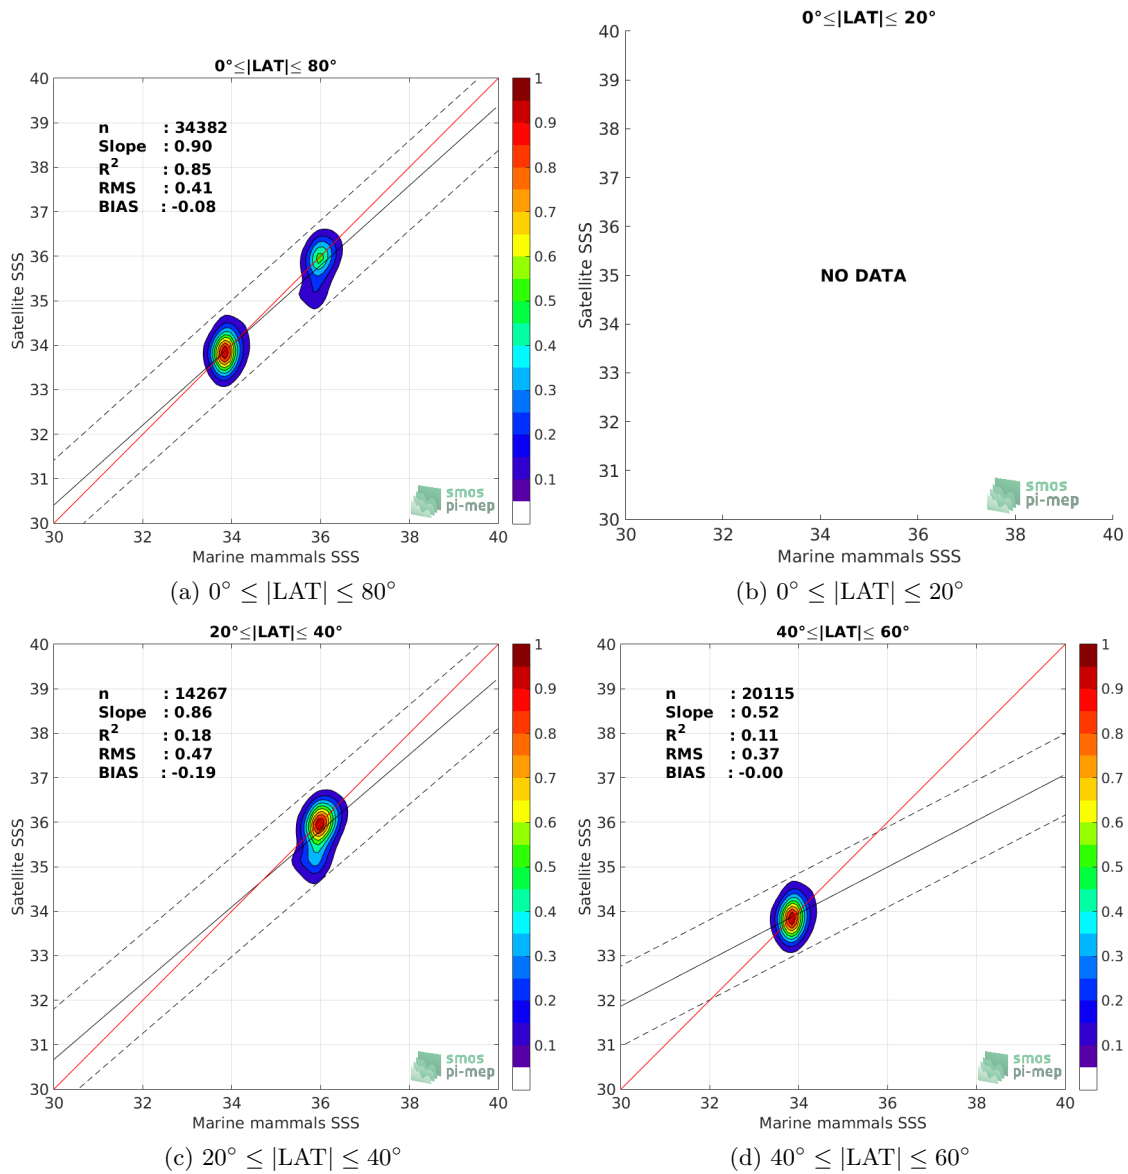 0°≤|LAT|≤ 80°
n : 34382
Slope : 0.90
R² : 0.85
RMS : 0.41
BIAS : -0.08
40
39
38
37
36
35
34
33
32
31
30
30 32 34 36 38 40
Satellite SSS
Marine mammals SSS
1
0.9
0.8
0.7
0.6
0.5
0.4
0.3
0.2
0.1
smos
pi-mep
(a) 0° ≤ |LAT| ≤ 80°
0°≤|LAT|≤ 20°
40
39
38
37
36
35
34
33
32
31
30
30 32 34 36 38 40
Satellite SSS
Marine mammals SSS
NO DATA
smos
pi-mep
(b) 0° ≤ |LAT| ≤ 20°
20°≤|LAT|≤ 40°
n : 14267
Slope : 0.86
R² : 0.18
RMS : 0.47
BIAS : -0.19
40
39
38
37
36
35
34
33
32
31
30
30 32 34 36 38 40
Satellite SSS
Marine mammals SSS
1
0.9
0.8
0.7
0.6
0.5
0.4
0.3
0.2
0.1
smos
pi-mep
(c) 20° ≤ |LAT| ≤ 40°
40°≤|LAT|≤ 60°
n : 20115
Slope : 0.52
R² : 0.11
RMS : 0.37
BIAS : -0.00
40
39
38
37
36
35
34
33
32
31
30
30 32 34 36 38 40
Satellite SSS
Marine mammals SSS
1
0.9
0.8
0.7
0.6
0.5
0.4
0.3
0.2
0.1
smos
pi-mep
(d) 40° ≤ |LAT| ≤ 60°